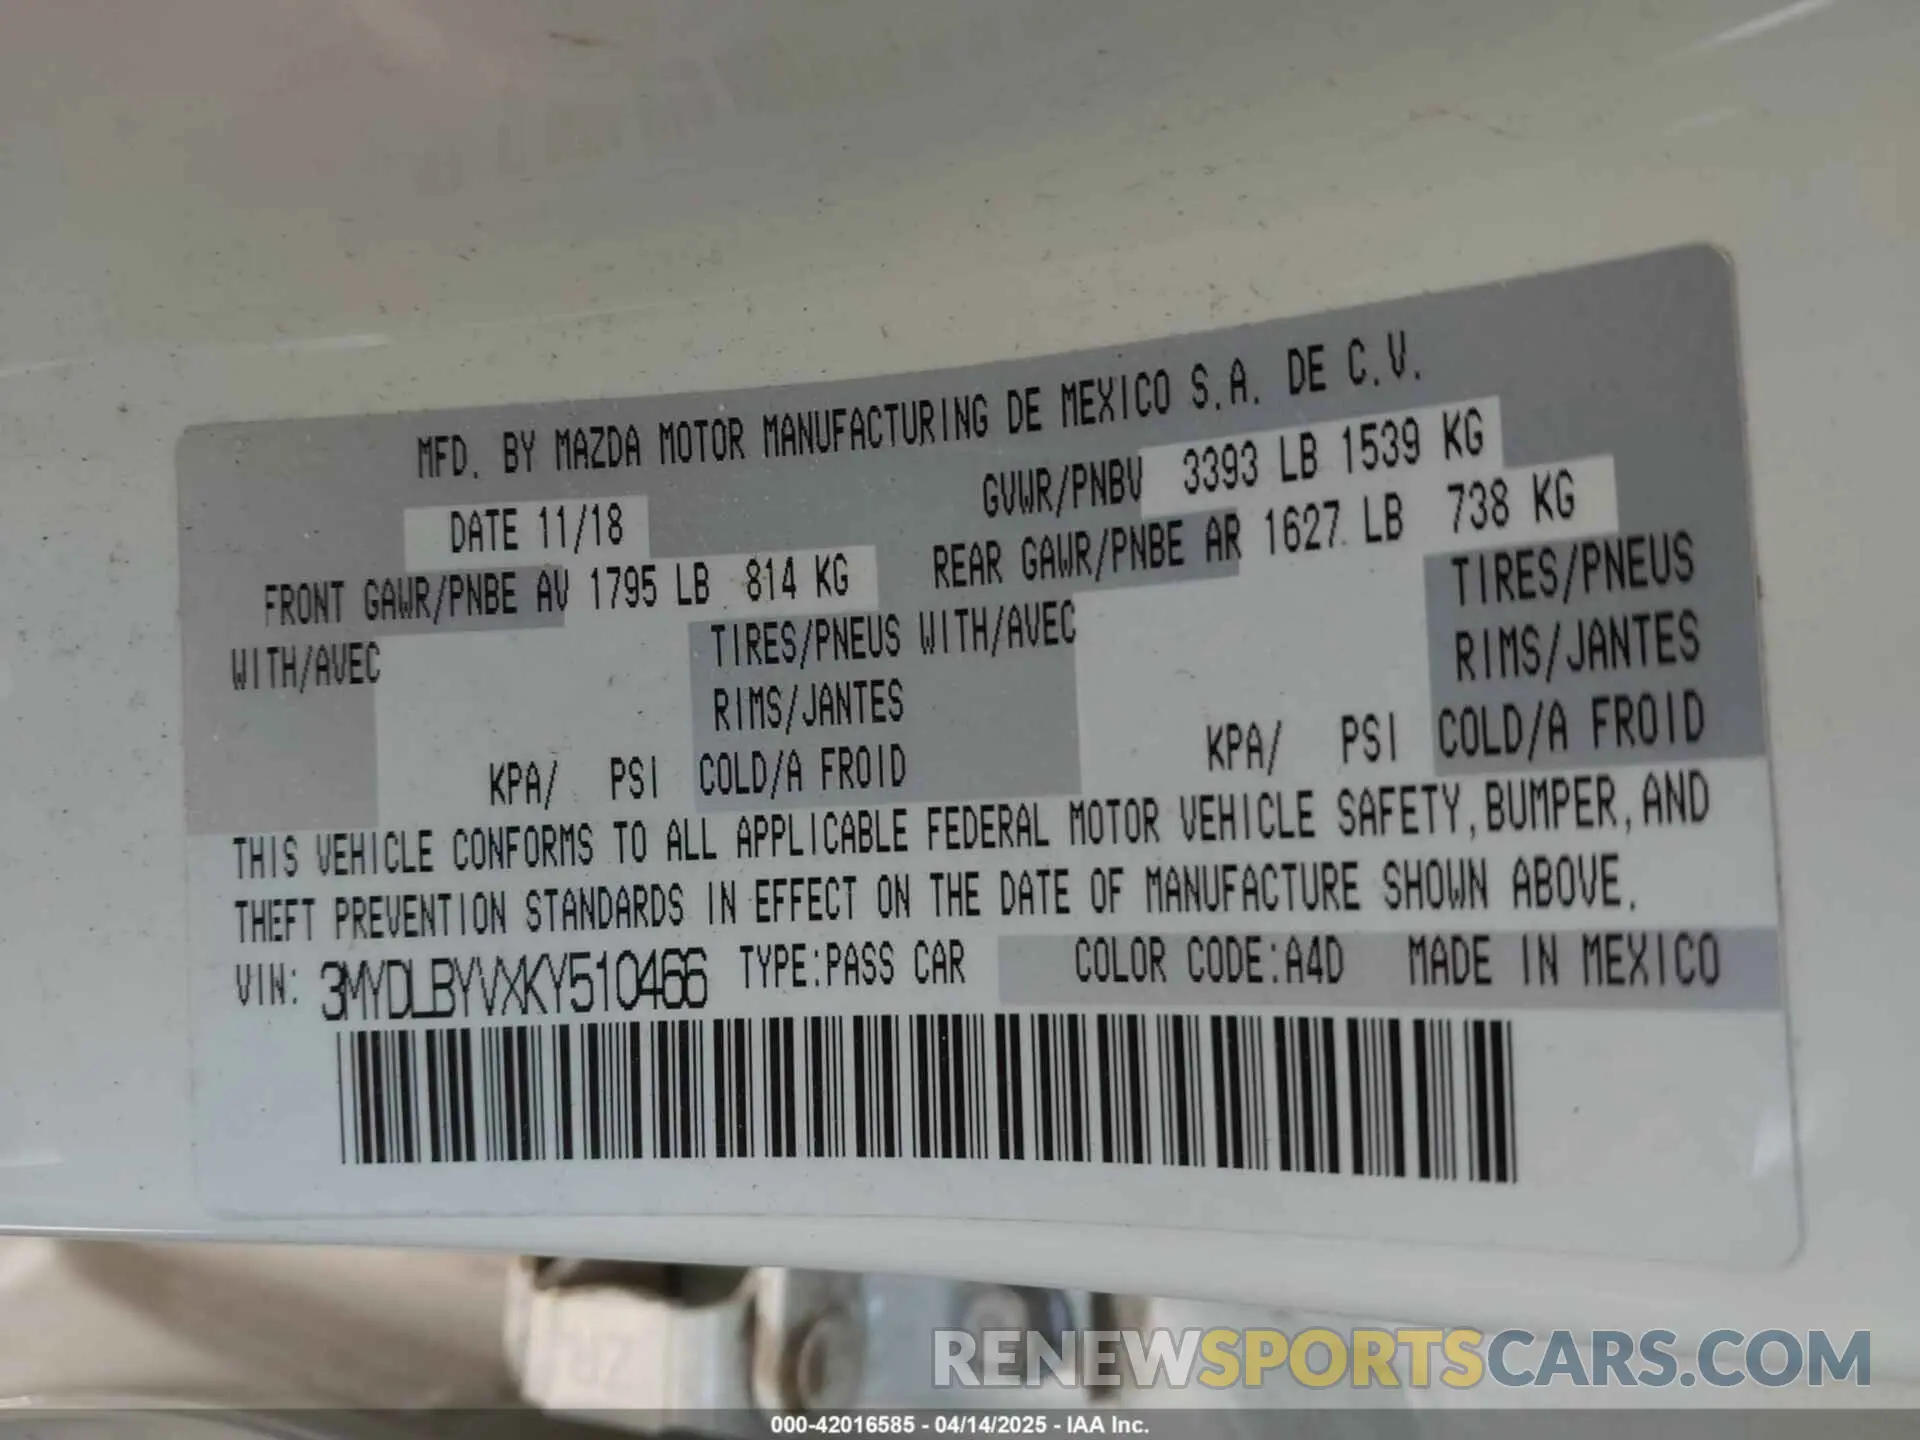 MFD. BY MAZDA MOTOR MANUFACTURING DE MEXICO S.A. DE C.V.
DATE 11/18 GVWR/PNBV 3393 LB 1539 KG
FRONT GAWR/PNBE AV 1795 LB 814 KG REAR GAWR/PNBE AR 1627 LB 738 KG
WITH/AVEC TIRES/PNEUS WITH/AVEC TIRES/PNEUS
RIMS/JANTES RIMS/JANTES
KPA/ PSI COLD/A FROID KPA/ PSI COLD/A FROID
THIS VEHICLE CONFORMS TO ALL APPLICABLE FEDERAL MOTOR VEHICLE SAFETY, BUMPER, AND
THEFT PREVENTION STANDARDS IN EFFECT ON THE DATE OF MANUFACTURE SHOWN ABOVE.
VIN: 3MYDLBYVXKY510466 TYPE:PASS CAR COLOR CODE:A4D MADE IN MEXICO
RENEWSPORTSCARS.COM
000-42016585 - 04/14/2025 - IAA Inc.